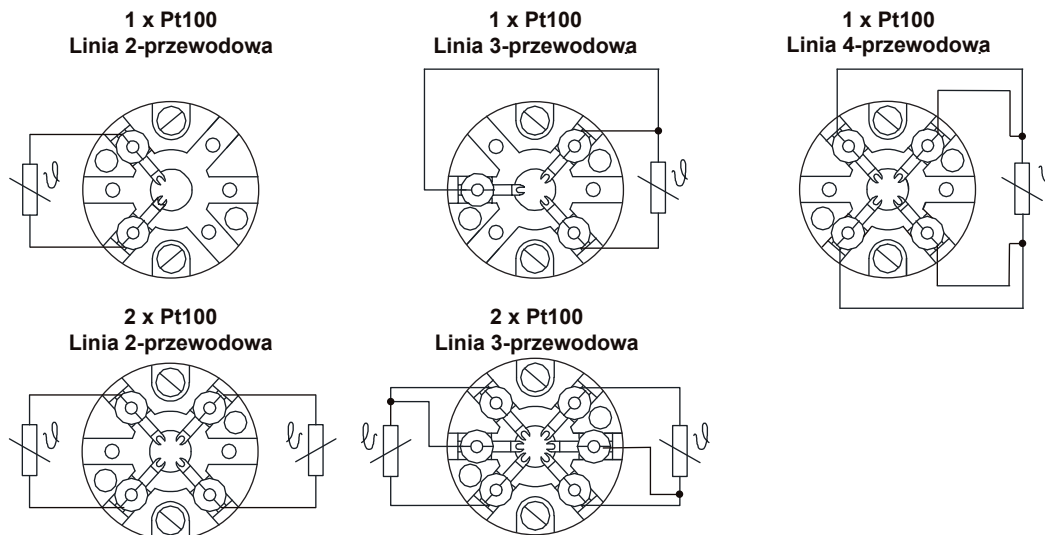 1 x Pt100
Linia 2-przewodowa
1 x Pt100
Linia 3-przewodowa
1 x Pt100
Linia 4-przewodowa
ϑ
ϑ
ϑ
2 x Pt100
Linia 2-przewodowa
2 x Pt100
Linia 3-przewodowa
ϑ
ϑ
ϑ
ϑ